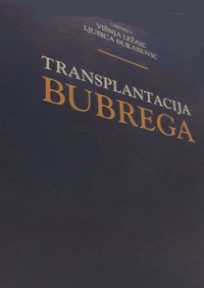 VIŠNJA LEŽAIĆ
LJUBICA ĐUKANOVIĆ
TRANSPLANTACIJA
BUBREGA